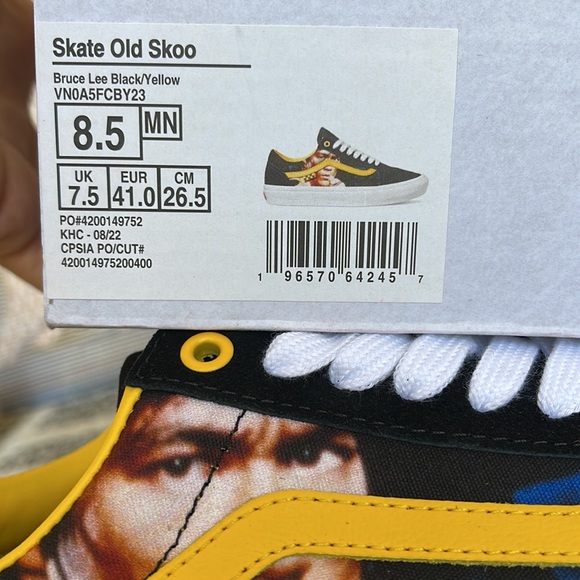 Skate Old Skoo
Bruce Lee Black/Yellow
VN0A5FCBY23
8.5 MN
UK EUR CM
7.5 41.0 26.5
PO#4200149752
KHC - 08/22
CPSIA PO/CUT#
420014975200400
1 96570 64245 7